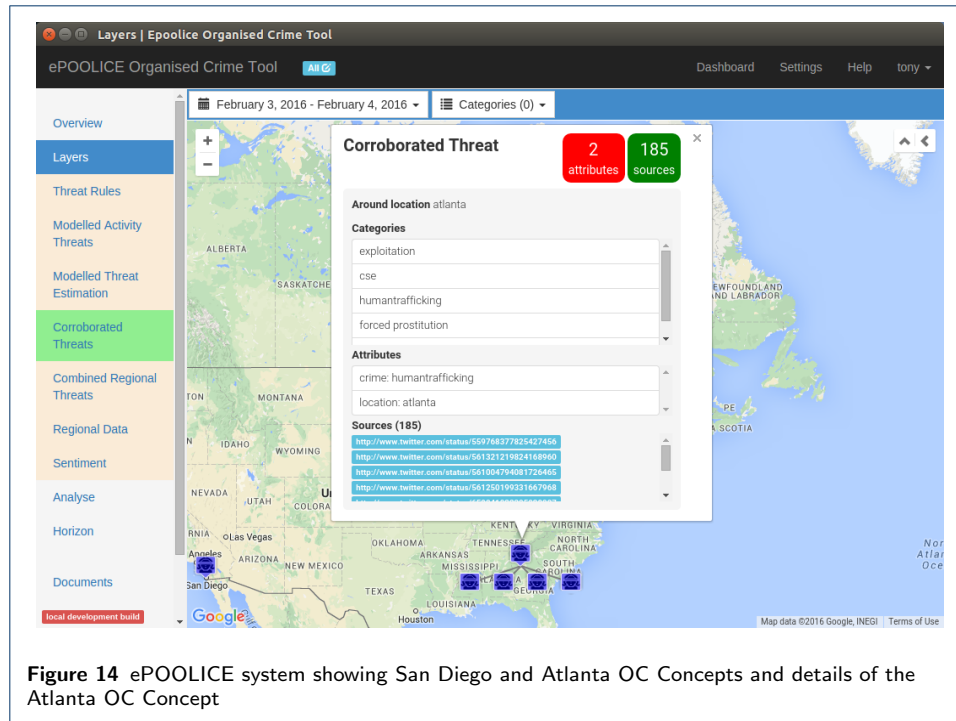 Layers | Epoolice Organised Crime Tool
ePOOLICE Organised Crime Tool
All
Dashboard
Settings
Help
tony
Overview
Layers
Threat Rules
Modelled Activity
Threats
Modelled Threat
Estimation
Corroborated
Threats
Combined Regional
Threats
Regional Data
Sentiment
Analyse
Horizon
Documents
local development build
February 3, 2016 - February 4, 2016
Categories (0)
+
−
Corroborated Threat
2
attributes
185
sources
×
Around location atlanta
Categories
exploitation
cse
humantrafficking
forced prostitution
Attributes
crime: humantrafficking
location: atlanta
Sources (185)
http://www.twitter.com/status/559768377825427456
http://www.twitter.com/status/561321219824168960
http://www.twitter.com/status/561004794081726465
http://www.twitter.com/status/561250199331667968
ALBERTA
SASKATCHE
EWFOUNDLAND
ND LABRADOR
TON
MONTANA
PE
A SCOTIA
N
IDAHO
WYOMING
NEVADA
UTAH
COLORA
Un
KENT KY
VIRGINIA
RNIA
Las Vegas
OKLAHOMA
TENNESSEE
NORTH
CAROLINA
Angeles
ARIZONA
NEW MEXICO
ARKANSAS
MISSISSIPPI
SOUTH
CAROLINA
San Diego
TEXAS
GEORGIA
LOUISIANA
Houston
Nor
Atlan
Oce
Google
Map data ©2016 Google, INEGI
Terms of Use
Figure 14 ePOOLICE system showing San Diego and Atlanta OC Concepts and details of the
Atlanta OC Concept